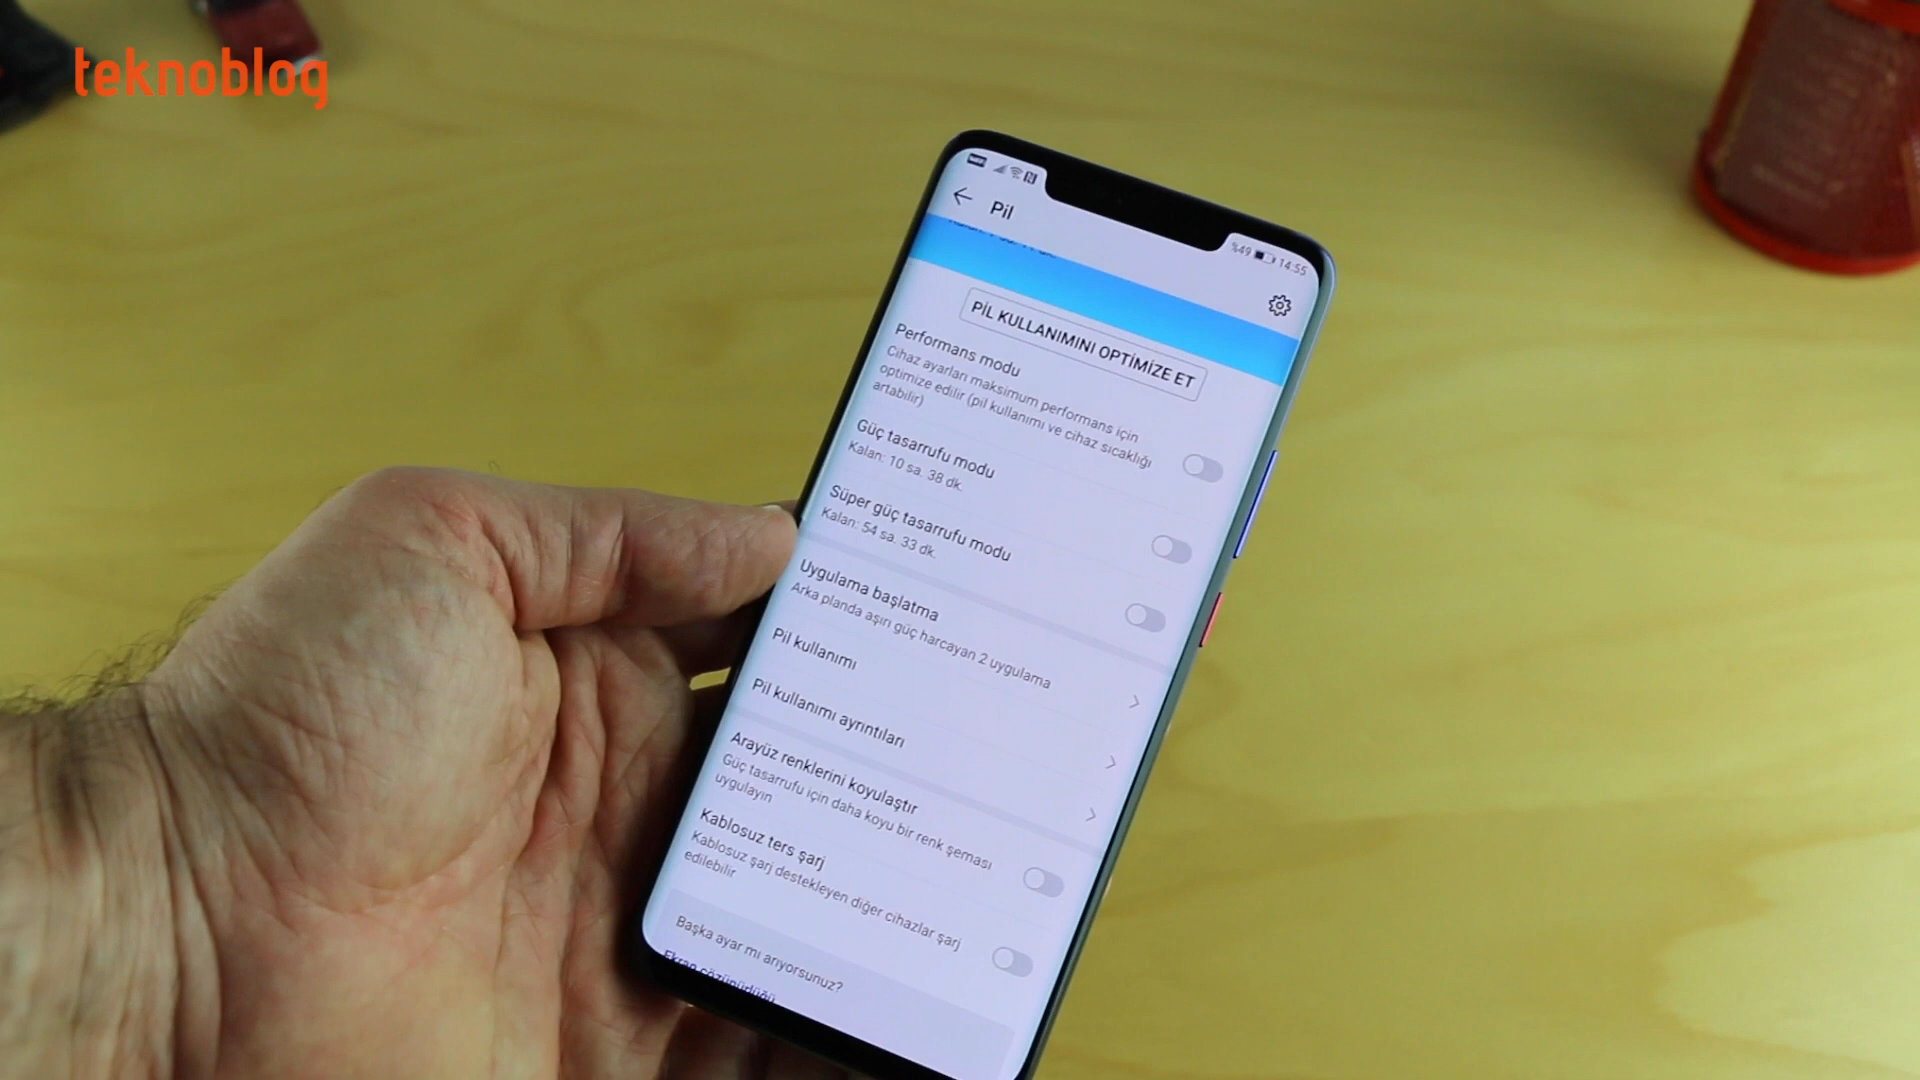 teknoblog
%49 14:55
Pil
PİL KULLANIMINI OPTİMİZE ET
Performans modu
Cihaz ayarları maksimum performans için
optimize edilir (pil kullanımı ve cihaz sıcaklığı
artabilir)
Güç tasarrufu modu
Kalan: 10 sa. 38 dk.
Süper güç tasarrufu modu
Kalan: 54 sa. 33 dk.
Uygulama başlatma
Arka planda aşırı güç harcayan 2 uygulama
Pil kullanımı
Pil kullanımı ayrıntıları
Arayüz renklerini koyulaştır
Güç tasarrufu için daha koyu bir renk şeması
uygulayın
Kablosuz ters şarj
Kablosuz şarj destekleyen diğer cihazlar şarj
edilebilir
Başka ayar mı arıyorsunuz?
Ekran çözünürlüğü